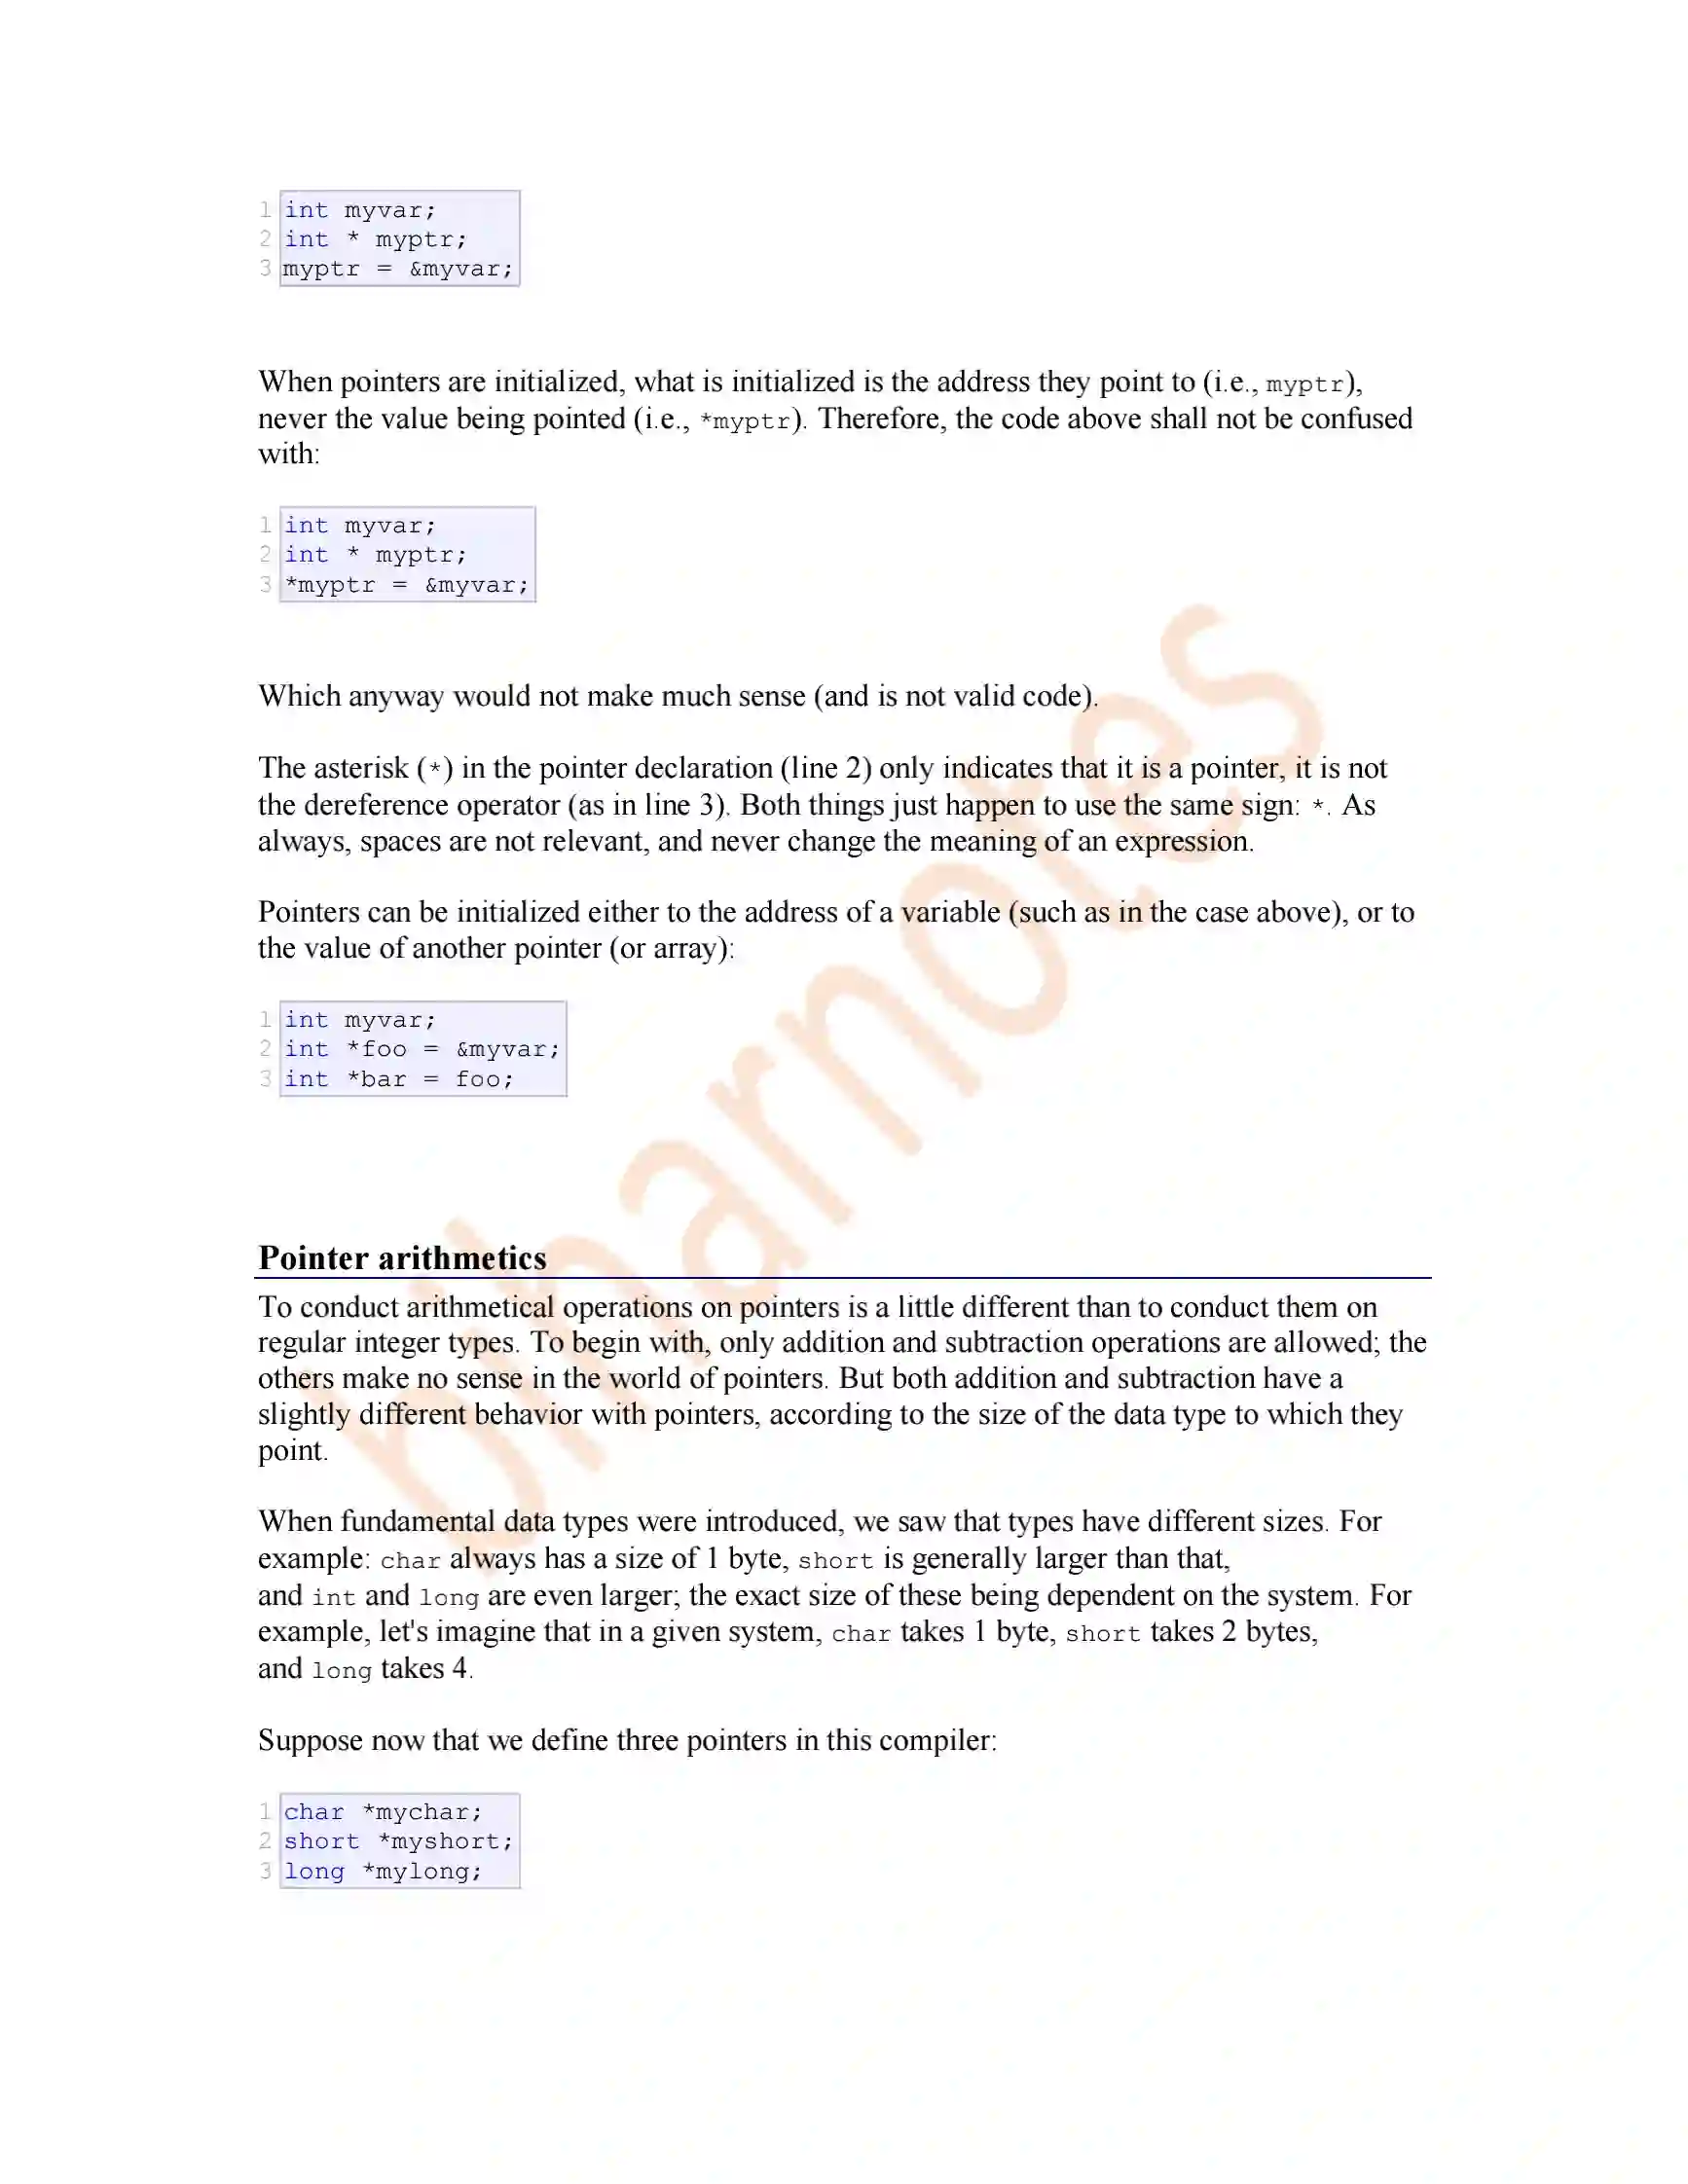 1 int myvar;
2 int * myptr;
3 myptr = &myvar;
When pointers are initialized, what is initialized is the address they point to (i.e., myptr),
never the value being pointed (i.e., *myptr). Therefore, the code above shall not be confused
with:
1 int myvar;
2 int * myptr;
3 *myptr = &myvar;
Which anyway would not make much sense (and is not valid code).
The asterisk (*) in the pointer declaration (line 2) only indicates that it is a pointer, it is not
the dereference operator (as in line 3). Both things just happen to use the same sign: *. As
always, spaces are not relevant, and never change the meaning of an expression.
Pointers can be initialized either to the address of a variable (such as in the case above), or to
the value of another pointer (or array):
1 int myvar;
2 int *foo = &myvar;
3 int *bar = foo;
Pointer arithmetics
To conduct arithmetical operations on pointers is a little different than to conduct them on
regular integer types. To begin with, only addition and subtraction operations are allowed; the
others make no sense in the world of pointers. But both addition and subtraction have a
slightly different behavior with pointers, according to the size of the data type to which they
point.
When fundamental data types were introduced, we saw that types have different sizes. For
example: char always has a size of 1 byte, short is generally larger than that,
and int and long are even larger; the exact size of these being dependent on the system. For
example, let's imagine that in a given system, char takes 1 byte, short takes 2 bytes,
and long takes 4.
Suppose now that we define three pointers in this compiler:
1 char *mychar;
2 short *myshort;
3 long *mylong;
biharnotes